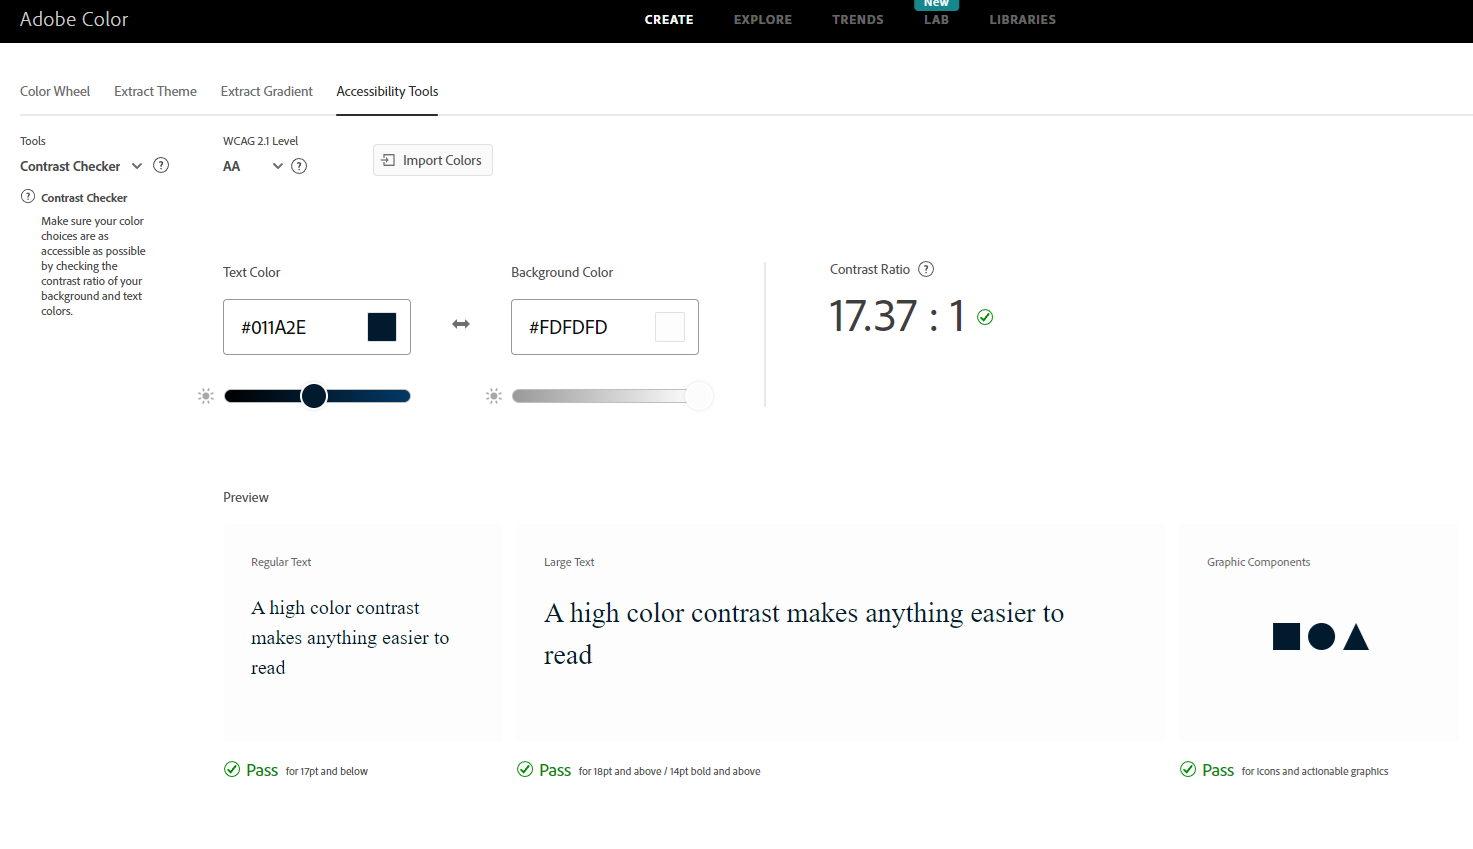 Adobe Color
CREATE
EXPLORE
TRENDS
New
LAB
LIBRARIES
Color Wheel
Extract Theme
Extract Gradient
Accessibility Tools
Tools
Contrast Checker
?
? Contrast Checker
Make sure your color
choices are as
accessible as possible
by checking the
contrast ratio of your
background and text
colors.
WCAG 2.1 Level
AA
?
Import Colors
Text Color
#011A2E
Background Color
#FDFDFD
Contrast Ratio ?
17.37 : 1
Preview
Regular Text
A high color contrast
makes anything easier to
read
Pass for 17pt and below
Large Text
A high color contrast makes anything easier to
read
Pass for 18pt and above / 14pt bold and above
Graphic Components
Pass for icons and actionable graphics